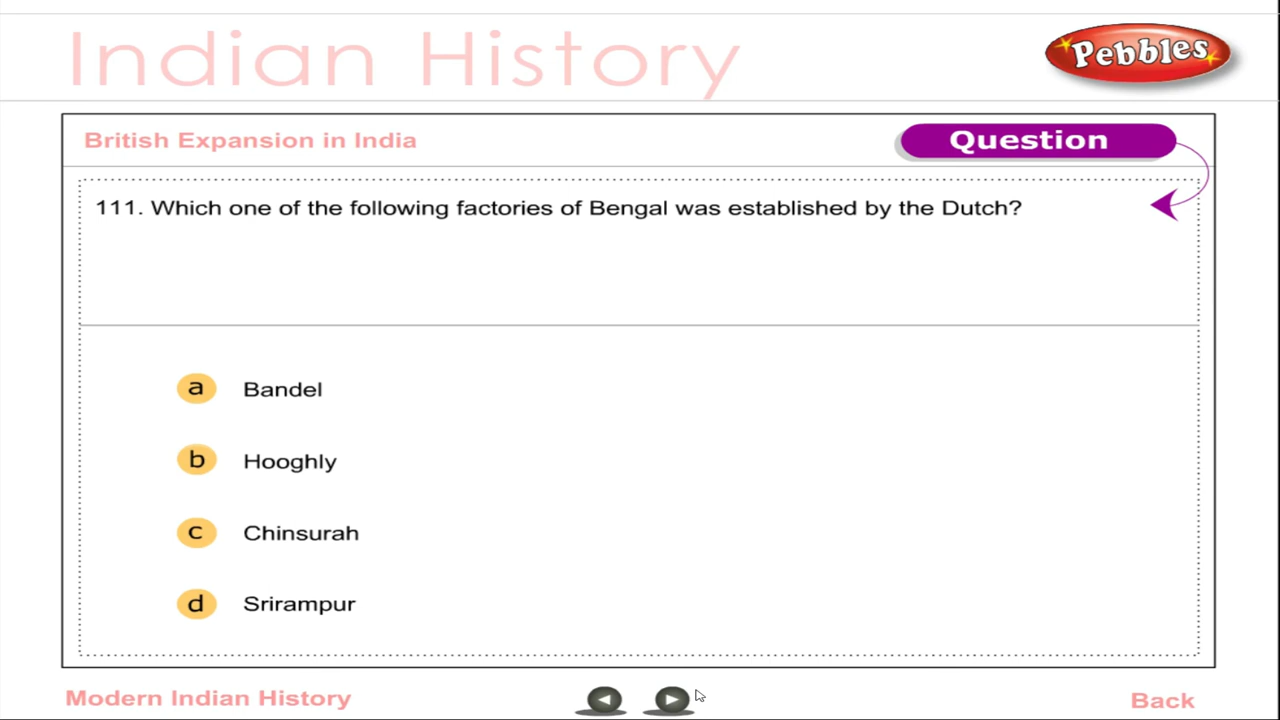 Indian History
Pebbles
British Expansion in India
Question
111. Which one of the following factories of Bengal was established by the Dutch?
a Bandel
b Hooghly
c Chinsurah
d Srirampur
Modern Indian History
Back